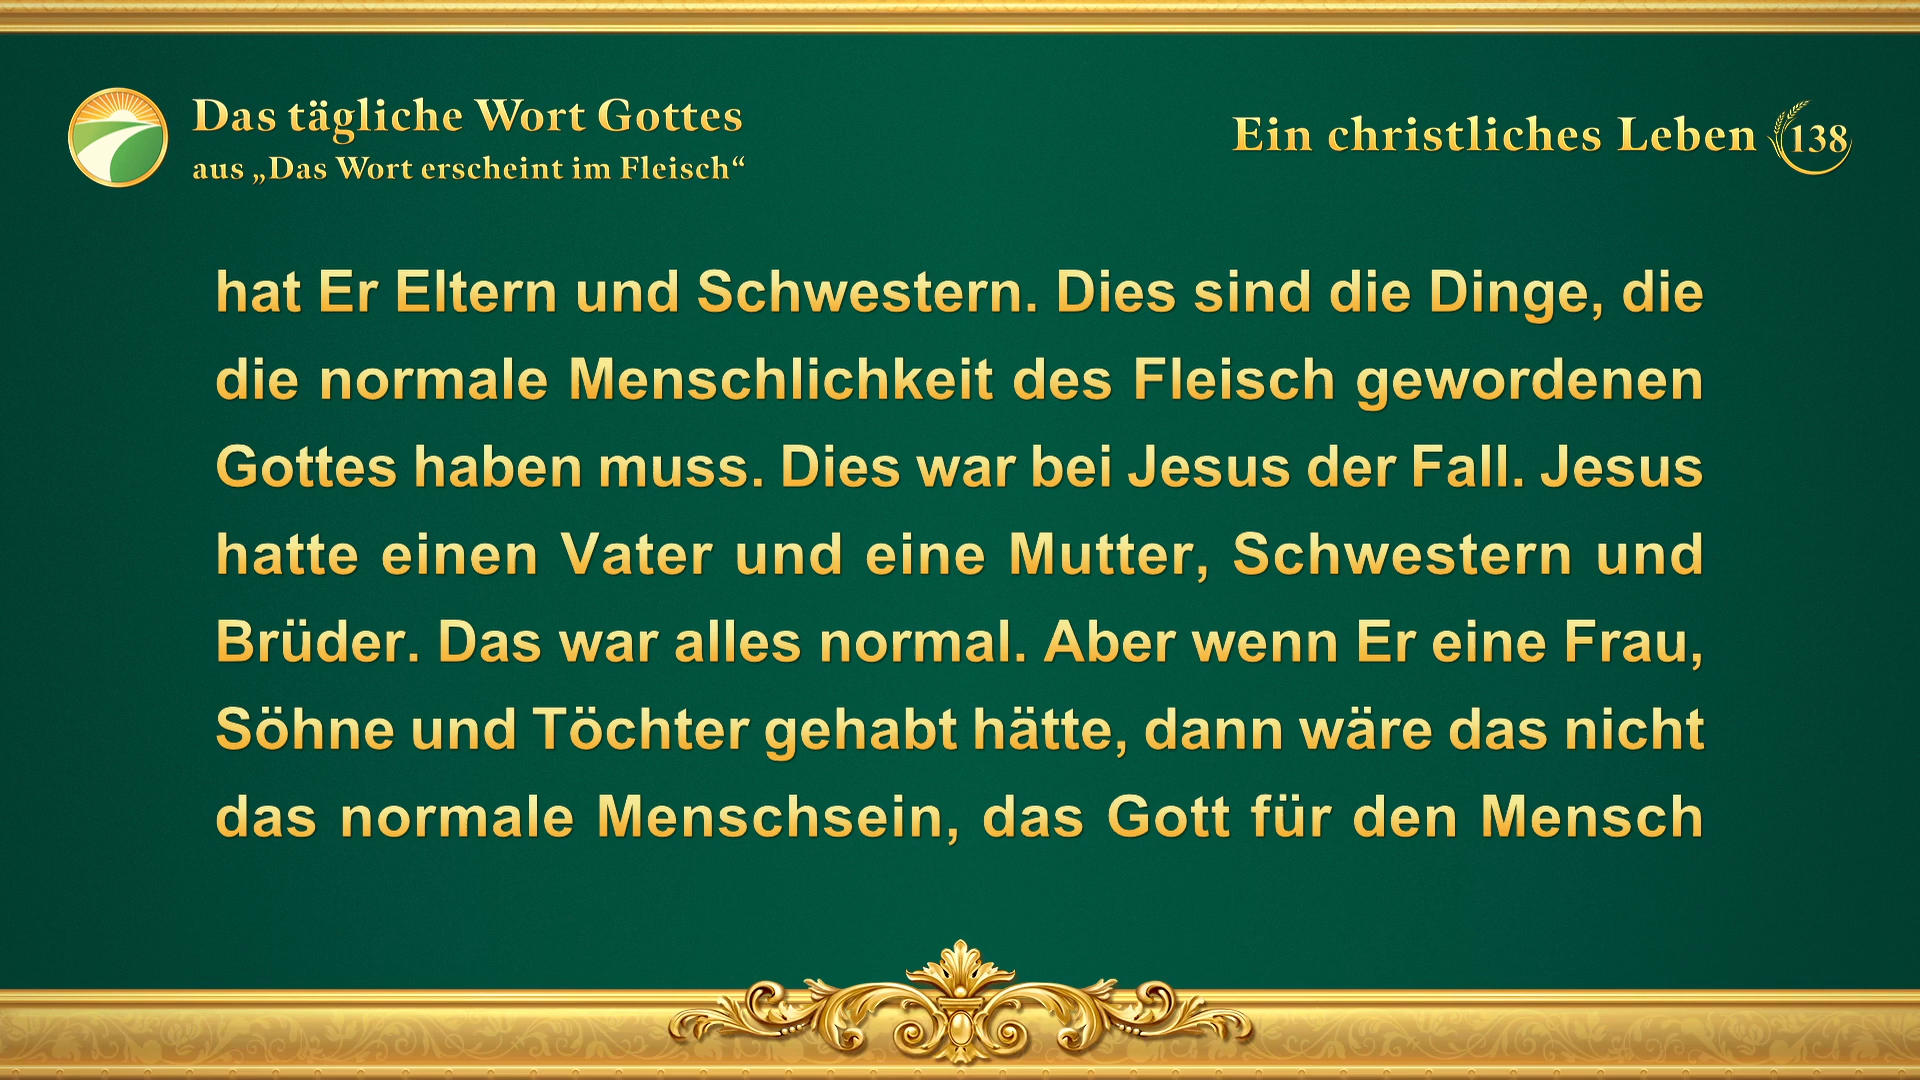 Das tägliche Wort Gottes
aus „Das Wort erscheint im Fleisch“
Ein christliches Leben 138
hat Er Eltern und Schwestern. Dies sind die Dinge, die
die normale Menschlichkeit des Fleisch gewordenen
Gottes haben muss. Dies war bei Jesus der Fall. Jesus
hatte einen Vater und eine Mutter, Schwestern und
Brüder. Das war alles normal. Aber wenn Er eine Frau,
Söhne und Töchter gehabt hätte, dann wäre das nicht
das normale Menschsein, das Gott für den Mensch